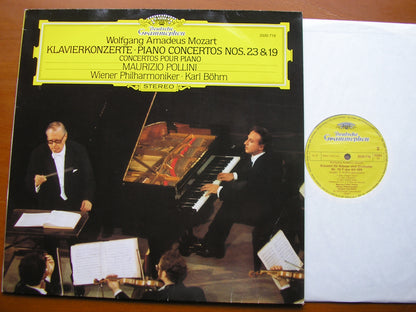 Deutsche
Grammophon
2530 716
Wolfgang Amadeus Mozart
KLAVIERKONZERTE · PIANO CONCERTOS NOS. 23 & 19
CONCERTOS POUR PIANO
MAURIZIO POLLINI
Wiener Philharmoniker · Karl Böhm
STEREO
Deutsche
Grammophon